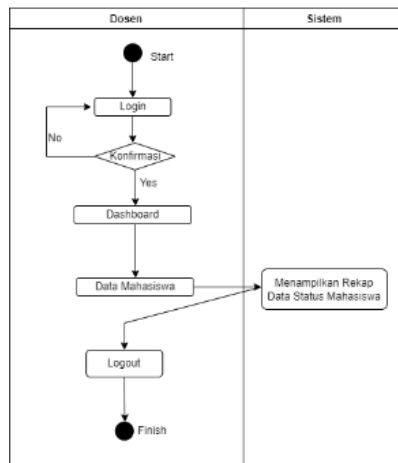 Dosen
Sistem
Start
Login
No
Konfirmasi
Yes
Dashboard
Data Mahasiswa
Menampilkan Rekap
Data Status Mahasiswa
Logout
Finish